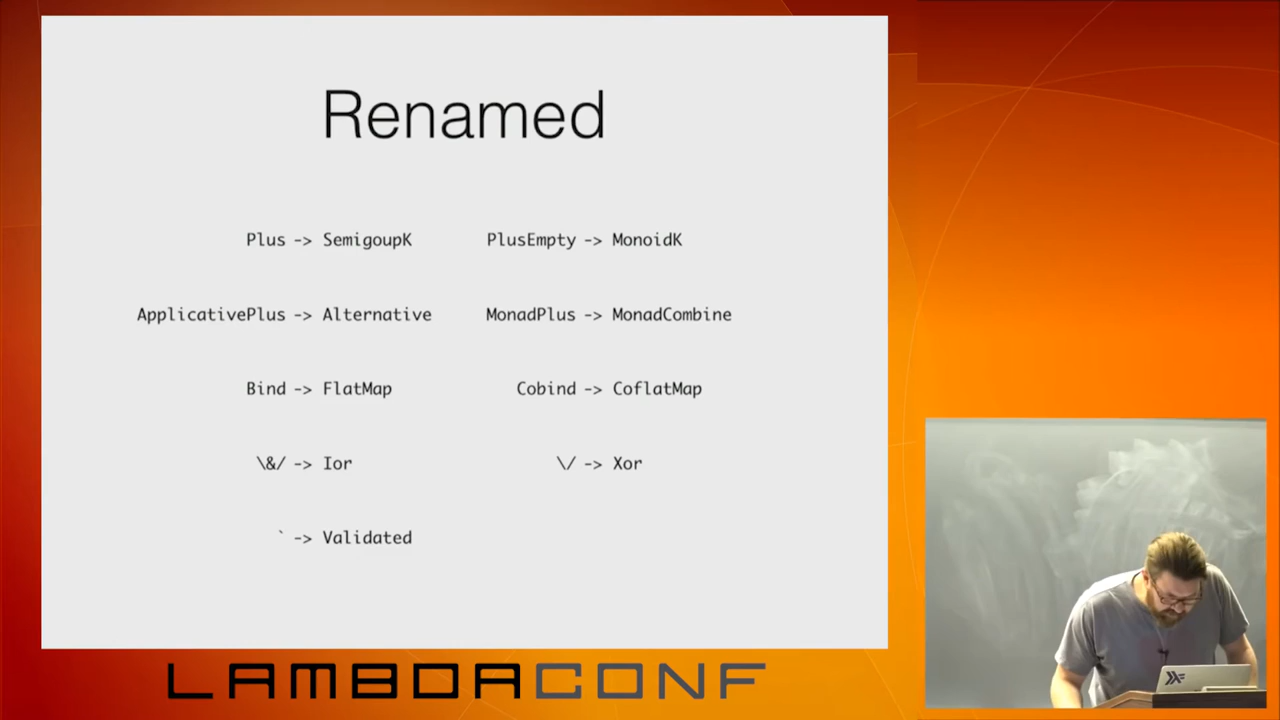 Renamed
Plus -> SemigoupK PlusEmpty -> MonoidK
ApplicativePlus -> Alternative MonadPlus -> MonadCombine
Bind -> FlatMap Cobind -> CoflatMap
\&/ -> Ior \/ -> Xor
` -> Validated
LAMBDACONF